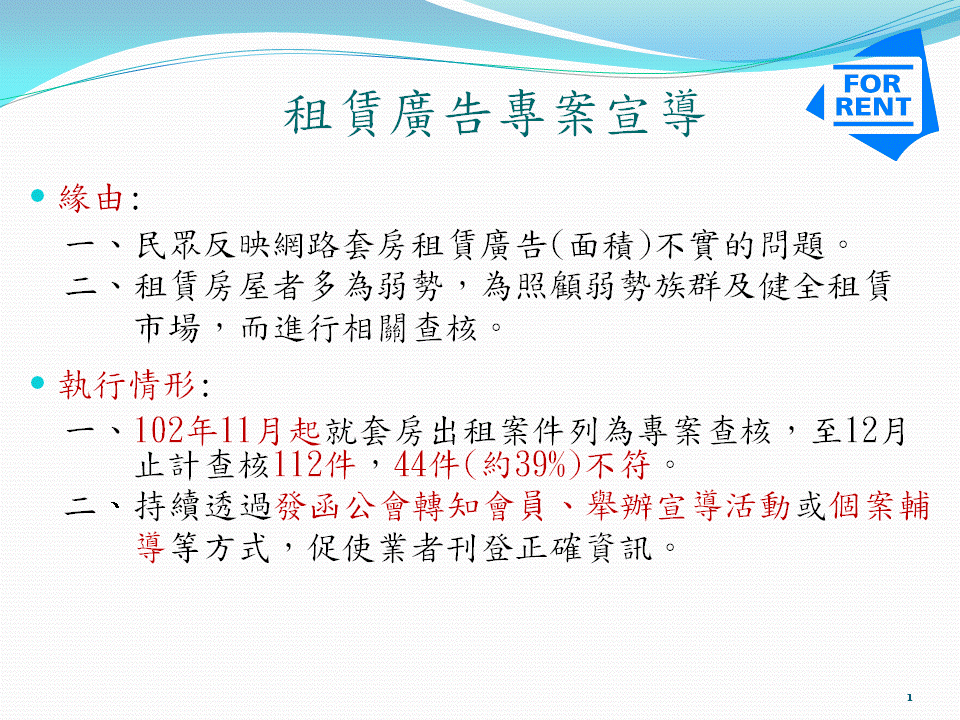 租賃廣告專案宣導
FOR
RENT
緣由:
一、民眾反映網路套房租賃廣告(面積)不實的問題。
二、租賃房屋者多為弱勢，為照顧弱勢族群及健全租賃
市場，而進行相關查核。
執行情形:
一、102年11月起就套房出租案件列為專案查核，至12月
止計查核112件，44件(約39%)不符。
二、持續透過發函公會轉知會員、舉辦宣導活動或個案輔
導等方式，促使業者刊登正確資訊。
1